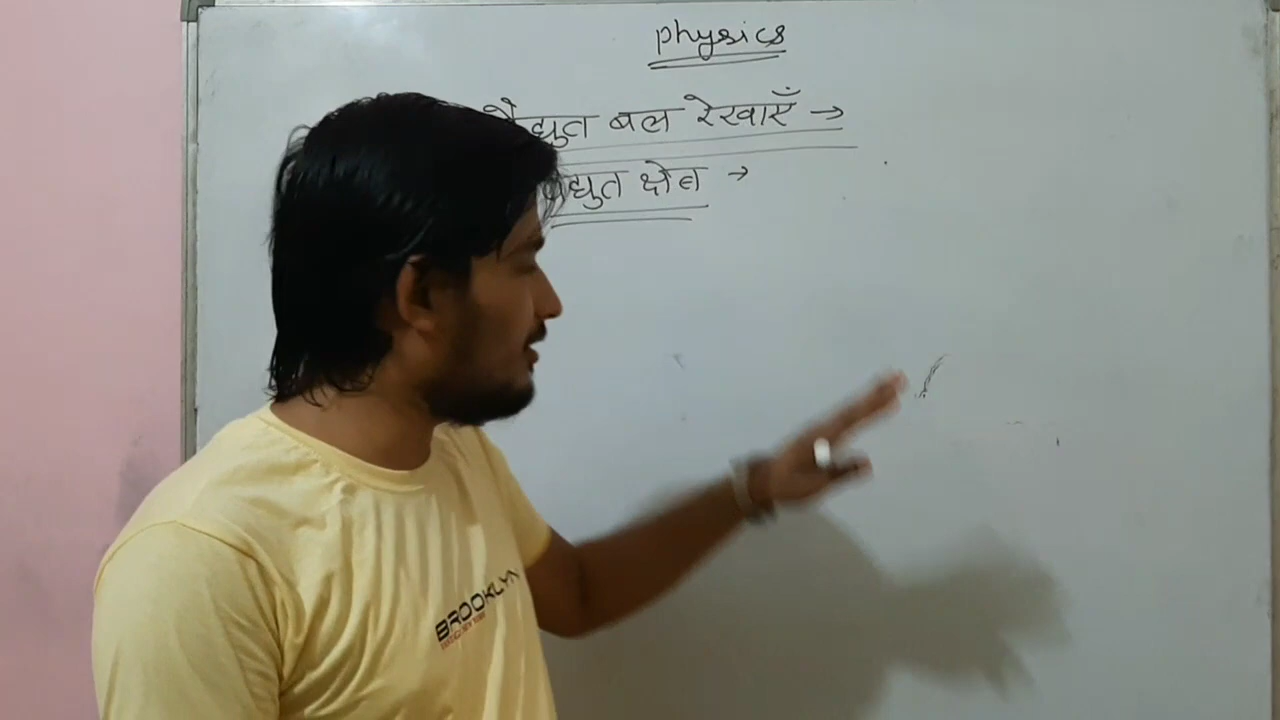 physics
वैद्युत बल रेखाएँ →
द्युत क्षेत्र →
BROOKLYN